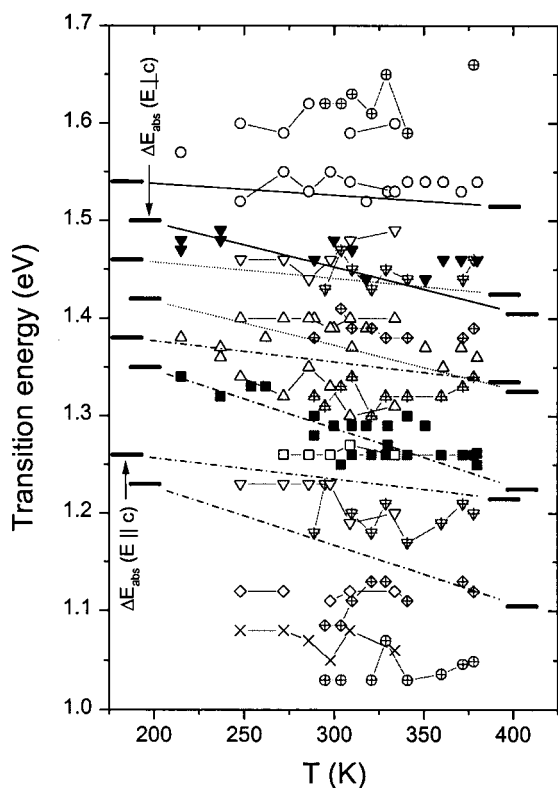 1.7
1.6
1.5
1.4
1.3
1.2
1.1
1.0
Transition energy (eV)
ΔE_abs (E⊥c)
ΔE_abs (E || c)
200 250 300 350 400
T (K)